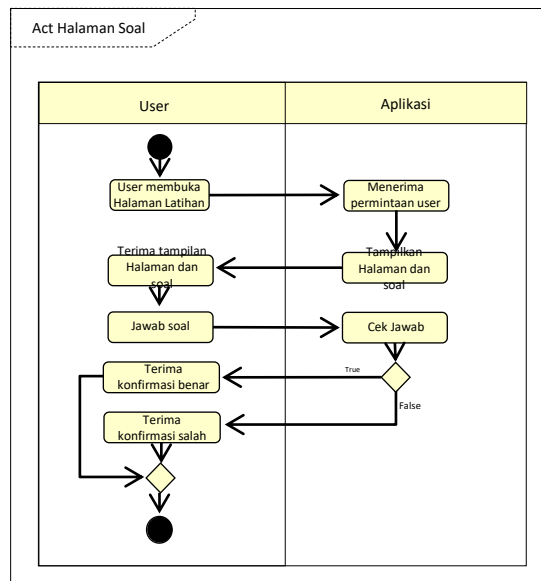 Act Halaman Soal
User
Aplikasi
User membuka
Halaman Latihan
Menerima
permintaan user
Terima tampilan
Halaman dan
soal
Tampilkan
Halaman dan
soal
Jawab soal
Cek Jawab
Terima
konfirmasi benar
True
False
Terima
konfirmasi salah